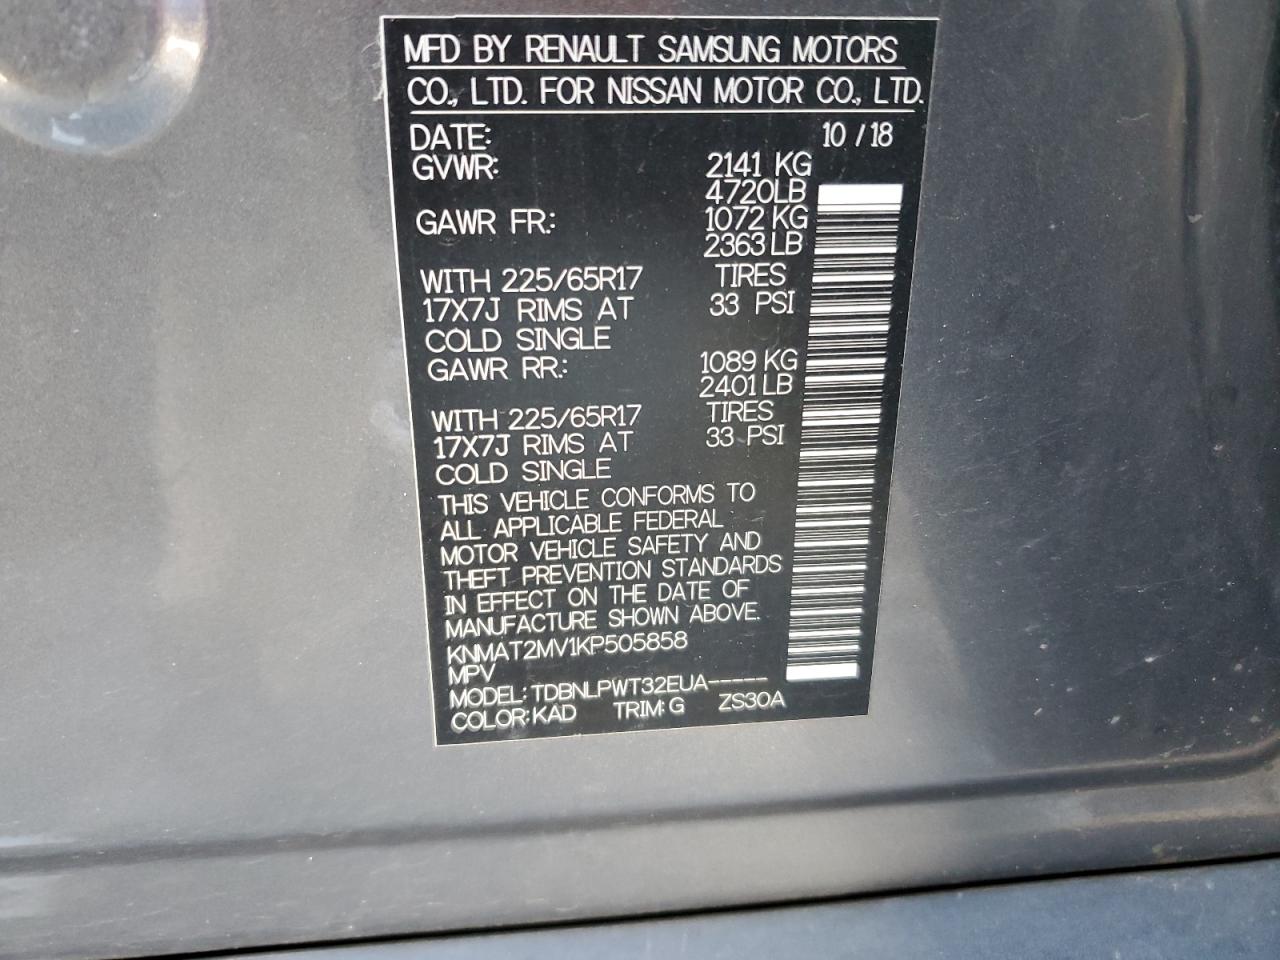 MFD BY RENAULT SAMSUNG MOTORS
CO., LTD. FOR NISSAN MOTOR CO., LTD.
DATE: 10 / 18
GVWR: 2141 KG
4720LB
GAWR FR.: 1072 KG
2363 LB
WITH 225/65R17 TIRES
17X7J RIMS AT 33 PSI
COLD SINGLE
GAWR RR.: 1089 KG
2401 LB
WITH 225/65R17 TIRES
17X7J RIMS AT 33 PSI
COLD SINGLE
THIS VEHICLE CONFORMS TO
ALL APPLICABLE FEDERAL
MOTOR VEHICLE SAFETY AND
THEFT PREVENTION STANDARDS
IN EFFECT ON THE DATE OF
MANUFACTURE SHOWN ABOVE.
KNMAT2MV1KP505858
MPV
MODEL: TDBNLPWT32EUA-----
COLOR: KAD TRIM: G ZS30A